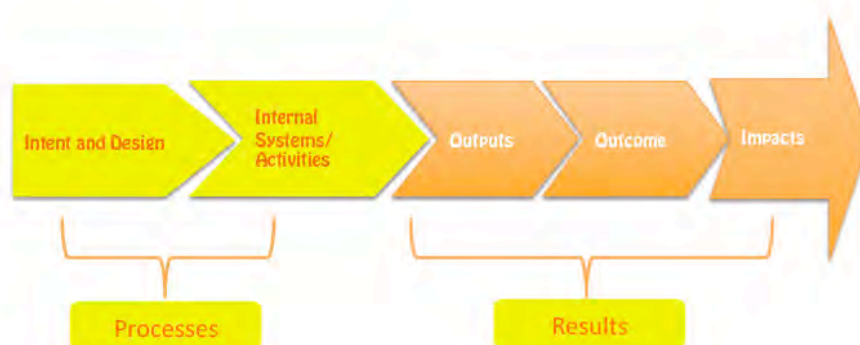 Intent and Design
Internal
Systems/
Activities
Outputs
Outcome
Impacts
Processes
Results